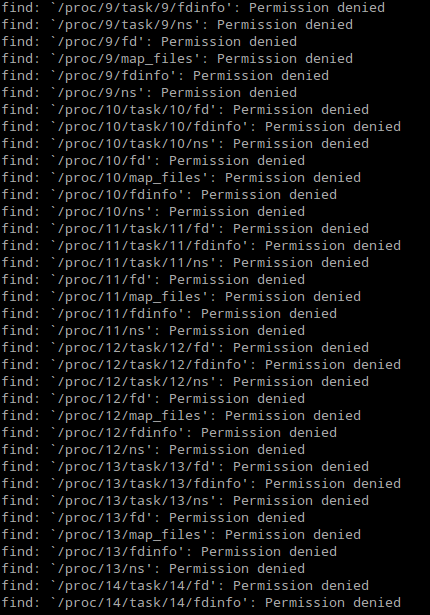 find: `/proc/9/task/9/fdinfo': Permission denied
find: `/proc/9/task/9/ns': Permission denied
find: `/proc/9/fd': Permission denied
find: `/proc/9/map_files': Permission denied
find: `/proc/9/fdinfo': Permission denied
find: `/proc/9/ns': Permission denied
find: `/proc/10/task/10/fd': Permission denied
find: `/proc/10/task/10/fdinfo': Permission denied
find: `/proc/10/task/10/ns': Permission denied
find: `/proc/10/fd': Permission denied
find: `/proc/10/map_files': Permission denied
find: `/proc/10/fdinfo': Permission denied
find: `/proc/10/ns': Permission denied
find: `/proc/11/task/11/fd': Permission denied
find: `/proc/11/task/11/fdinfo': Permission denied
find: `/proc/11/task/11/ns': Permission denied
find: `/proc/11/fd': Permission denied
find: `/proc/11/map_files': Permission denied
find: `/proc/11/fdinfo': Permission denied
find: `/proc/11/ns': Permission denied
find: `/proc/12/task/12/fd': Permission denied
find: `/proc/12/task/12/fdinfo': Permission denied
find: `/proc/12/task/12/ns': Permission denied
find: `/proc/12/fd': Permission denied
find: `/proc/12/map_files': Permission denied
find: `/proc/12/fdinfo': Permission denied
find: `/proc/12/ns': Permission denied
find: `/proc/13/task/13/fd': Permission denied
find: `/proc/13/task/13/fdinfo': Permission denied
find: `/proc/13/task/13/ns': Permission denied
find: `/proc/13/fd': Permission denied
find: `/proc/13/map_files': Permission denied
find: `/proc/13/fdinfo': Permission denied
find: `/proc/13/ns': Permission denied
find: `/proc/14/task/14/fd': Permission denied
find: `/proc/14/task/14/fdinfo': Permission denied